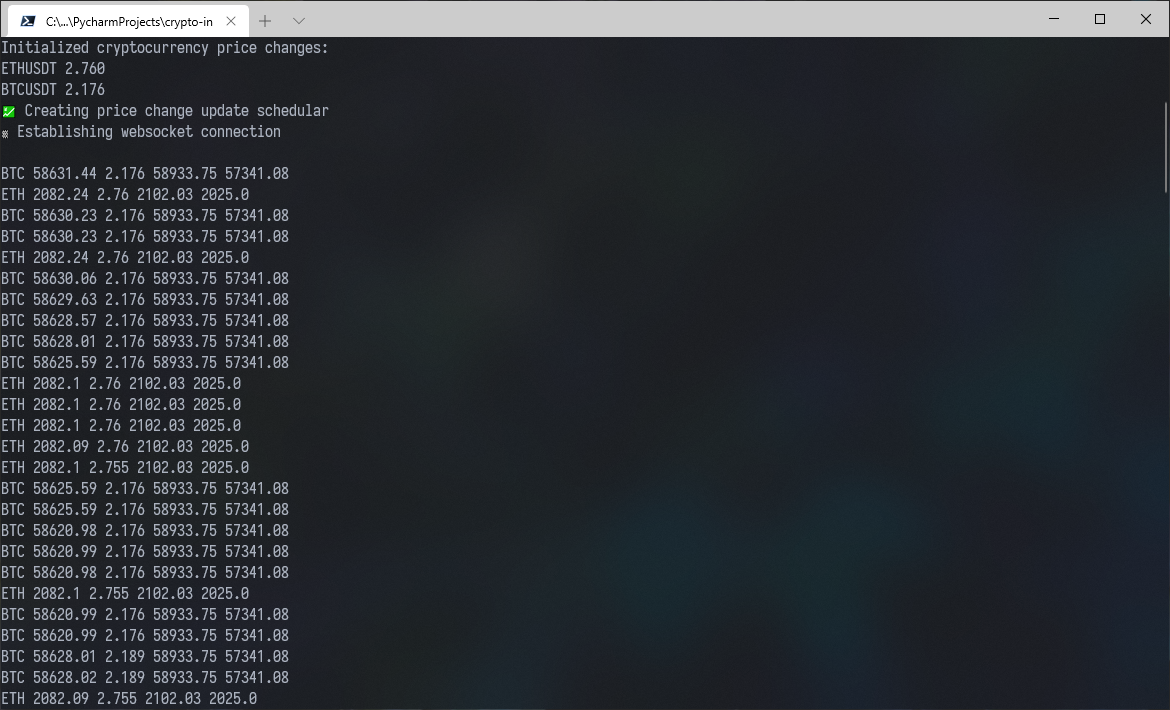 C:\...\PycharmProjects\crypto-in
Initialized cryptocurrency price changes:
ETHUSDT 2.760
BTCUSDT 2.176
Creating price change update schedular
Establishing websocket connection
BTC 58631.44 2.176 58933.75 57341.08
ETH 2082.24 2.76 2102.03 2025.0
BTC 58630.23 2.176 58933.75 57341.08
BTC 58630.23 2.176 58933.75 57341.08
ETH 2082.24 2.76 2102.03 2025.0
BTC 58630.06 2.176 58933.75 57341.08
BTC 58629.63 2.176 58933.75 57341.08
BTC 58628.57 2.176 58933.75 57341.08
BTC 58628.01 2.176 58933.75 57341.08
BTC 58625.59 2.176 58933.75 57341.08
ETH 2082.1 2.76 2102.03 2025.0
ETH 2082.1 2.76 2102.03 2025.0
ETH 2082.1 2.76 2102.03 2025.0
ETH 2082.09 2.76 2102.03 2025.0
ETH 2082.1 2.755 2102.03 2025.0
BTC 58625.59 2.176 58933.75 57341.08
BTC 58625.59 2.176 58933.75 57341.08
BTC 58620.98 2.176 58933.75 57341.08
BTC 58620.99 2.176 58933.75 57341.08
BTC 58620.98 2.176 58933.75 57341.08
ETH 2082.1 2.755 2102.03 2025.0
BTC 58620.99 2.176 58933.75 57341.08
BTC 58620.99 2.176 58933.75 57341.08
BTC 58628.01 2.189 58933.75 57341.08
BTC 58628.02 2.189 58933.75 57341.08
ETH 2082.09 2.755 2102.03 2025.0